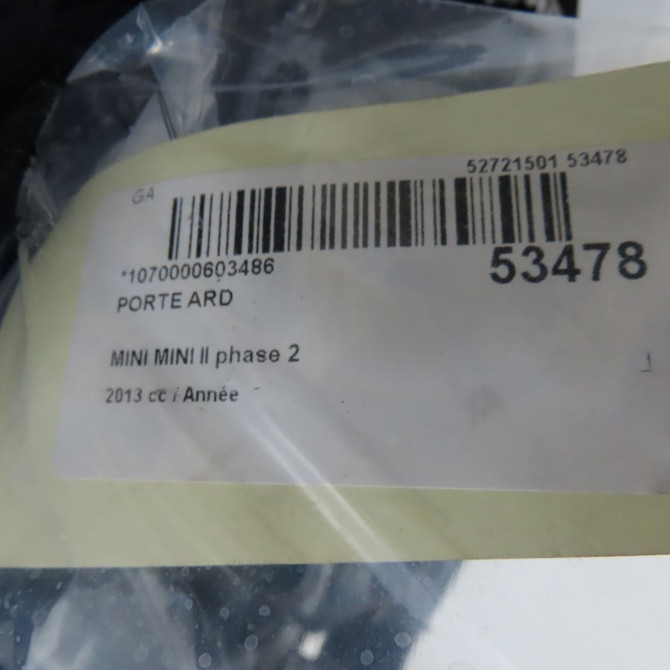 52721501 53478
GA
*1070000603486
53478
PORTE ARD
MINI MINI II phase 2
2013 cc / Année